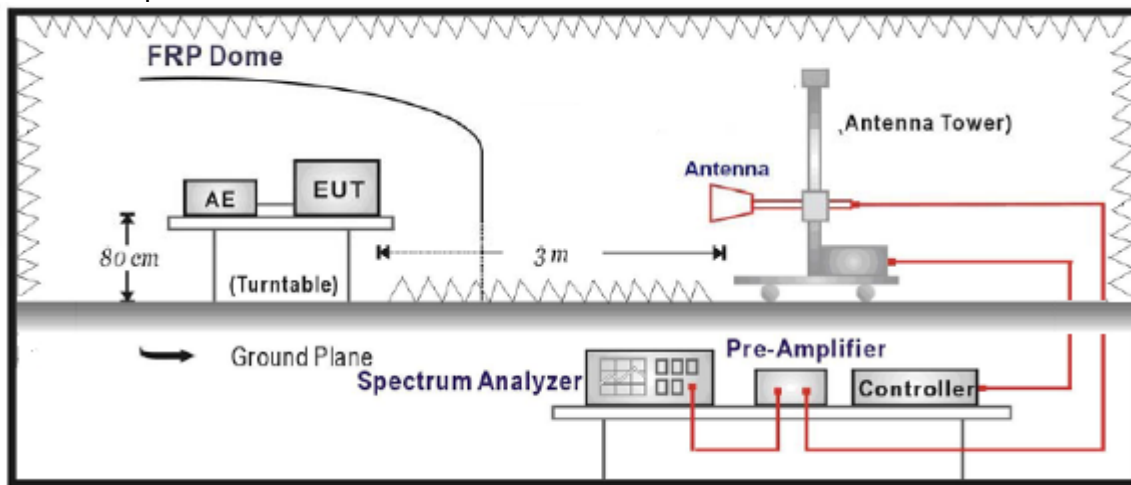 FRP Dome
(Antenna Tower)
Antenna
AE
EUT
80 cm
3 m
(Turntable)
Ground Plane
Pre-Amplifier
Spectrum Analyzer
Controller